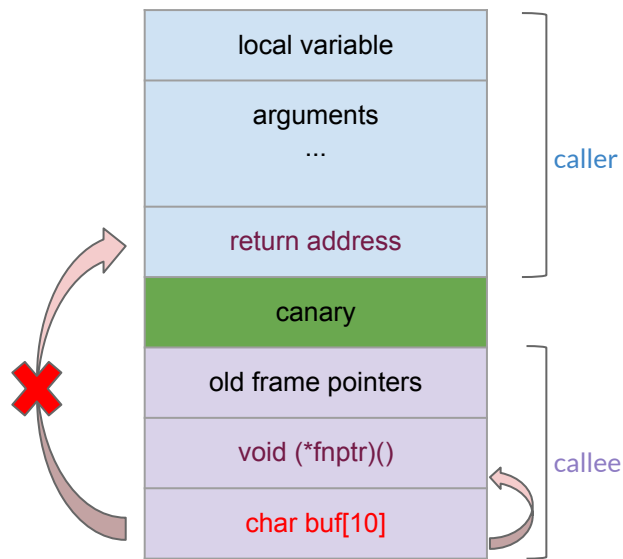 local variable
arguments
...
caller
return address
canary
old frame pointers
void (*fnptr)()
callee
char buf[10]